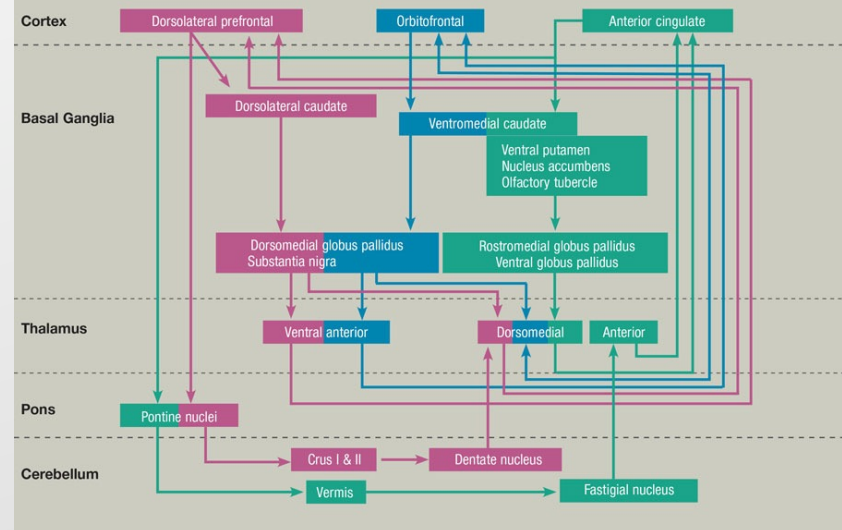 Cortex
Dorsolateral prefrontal
Orbitofrontal
Anterior cingulate
Basal Ganglia
Dorsolateral caudate
Ventromedial caudate
Ventral putamen
Nucleus accumbens
Olfactory tubercle
Dorsomedial globus pallidus
Substantia nigra
Rostromedial globus pallidus
Ventral globus pallidus
Thalamus
Ventral anterior
Dorsomedial
Anterior
Pons
Pontine nuclei
Cerebellum
Crus I & II
Dentate nucleus
Vermis
Fastigial nucleus